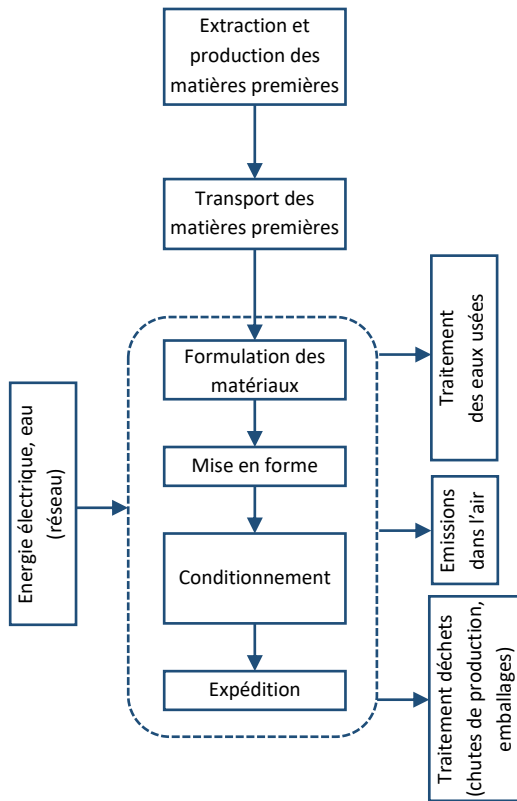 Extraction et
production des
matières premières
Transport des
matières premières
Formulation des
matériaux
Mise en forme
Conditionnement
Expédition
Energie électrique, eau
(réseau)
Traitement
des eaux usées
Emissions
dans l’air
Traitement déchets
(chutes de production,
emballages)